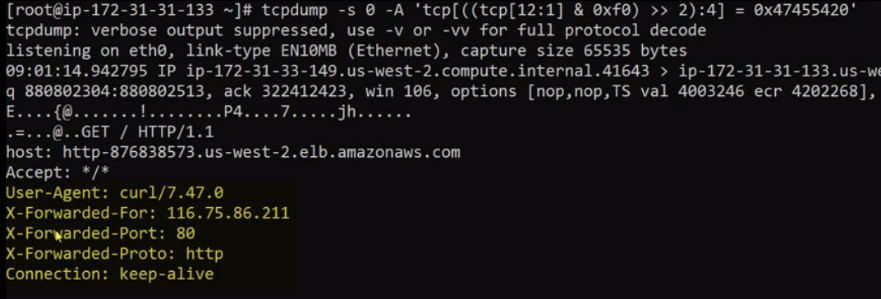 [root@ip-172-31-31-133 ~]# tcpdump -s 0 -A 'tcp[((tcp[12:1] & 0xf0) >> 2):4] = 0x47455420'
tcpdump: verbose output suppressed, use -v or -vv for full protocol decode
listening on eth0, link-type EN10MB (Ethernet), capture size 65535 bytes
09:01:14.942795 IP ip-172-31-33-149.us-west-2.compute.internal.41643 > ip-172-31-31-133.us-we
q 880802304:880802513, ack 322412423, win 106, options [nop,nop,TS val 4003246 ecr 4202268],
E....{@.......!........P4....7.....jh......
.=...@..GET / HTTP/1.1
host: http-876838573.us-west-2.elb.amazonaws.com
Accept: */*
User-Agent: curl/7.47.0
X-Forwarded-For: 116.75.86.211
X-Forwarded-Port: 80
X-Forwarded-Proto: http
Connection: keep-alive